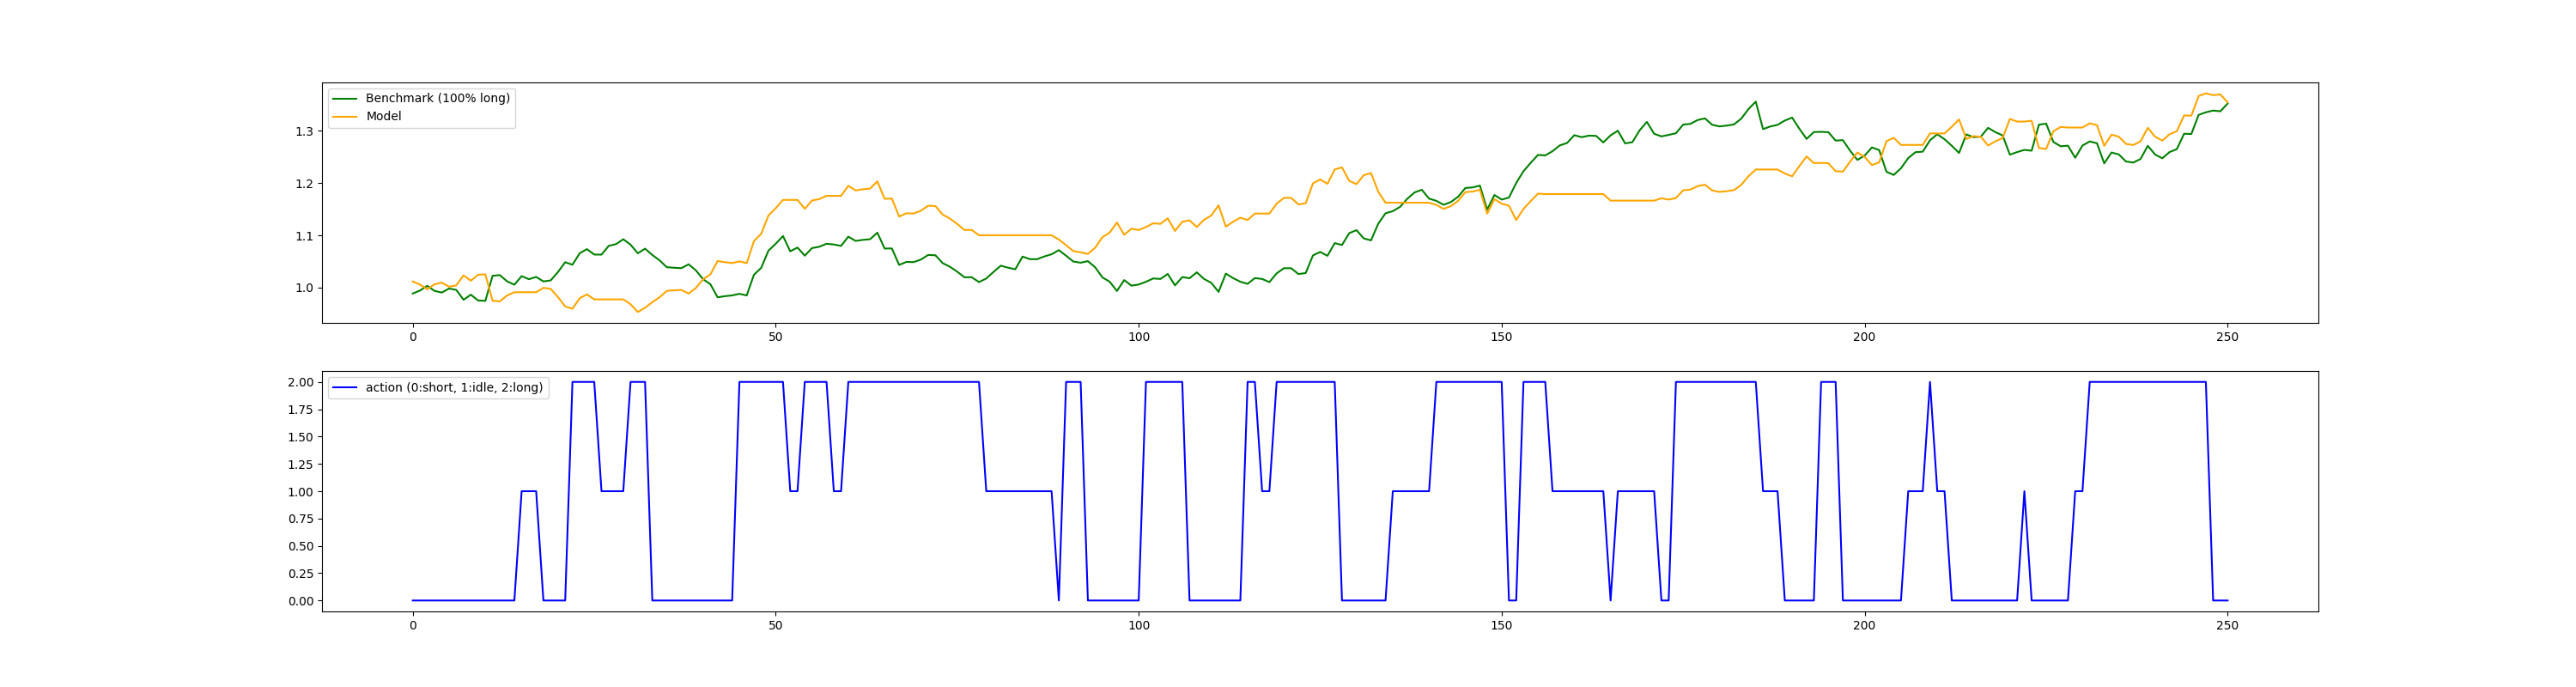 Benchmark (100% long)
Model
1.3
1.2
1.1
1.0
0 50 100 150 200 250
action (0:short, 1:idle, 2:long)
2.00
1.75
1.50
1.25
1.00
0.75
0.50
0.25
0.00
0 50 100 150 200 250